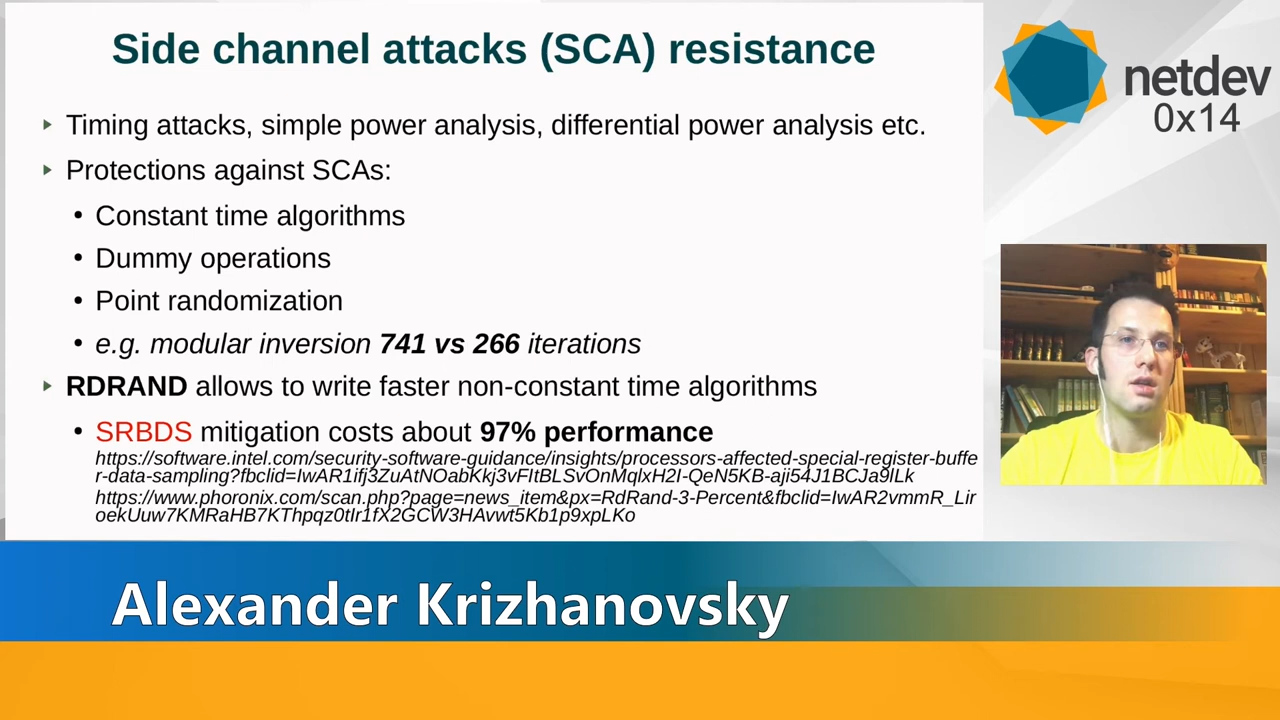 Side channel attacks (SCA) resistance
Timing attacks, simple power analysis, differential power analysis etc.
Protections against SCAs:
Constant time algorithms
Dummy operations
Point randomization
e.g. modular inversion 741 vs 266 iterations
RDRAND allows to write faster non-constant time algorithms
SRBDS mitigation costs about 97% performance
https://software.intel.com/security-software-guidance/insights/processors-affected-special-register-buffe
r-data-sampling?fbclid=IwAR1ifj3ZuAtNOabKkj3vFItBLSvOnMqlxH2I-QeN5KB-aji54J1BCJa9lLk
https://www.phoronix.com/scan.php?page=news_item&px=RdRand-3-Percent&fbclid=IwAR2vmmR_Lir
oekUuw7KMRaHB7KThpqz0tIr1fX2GCW3HAvwt5Kb1p9xpLKo
netdev
0x14
Alexander Krizhanovsky